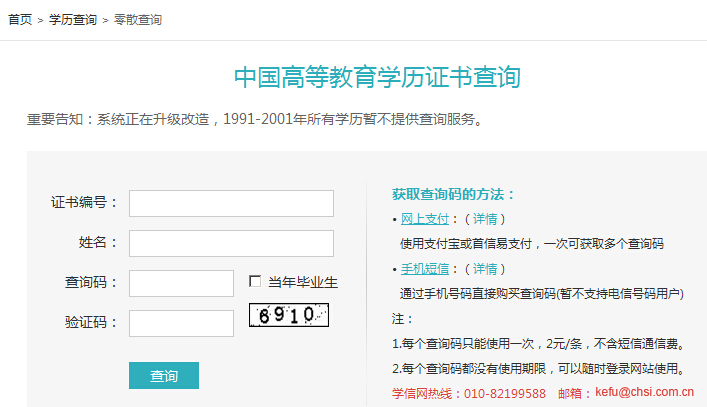 首页 > 学历查询 > 零散查询
中国高等教育学历证书查询
重要告知：系统正在升级改造，1991-2001年所有学历暂不提供查询服务。
证书编号：
姓名：
查询码：
当年毕业生
验证码：
6910
查询
获取查询码的方法：
• 网上支付：（详情）
使用支付宝或首信易支付，一次可获取多个查询码
• 手机短信：（详情）
通过手机号码直接购买查询码(暂不支持电信号码用户)
注：
1.每个查询码只能使用一次，2元/条，不含短信通信费。
2.每个查询码都没有使用期限，可以随时登录网站使用。
学信网热线：010-82199588 邮箱：kefu@chsi.com.cn